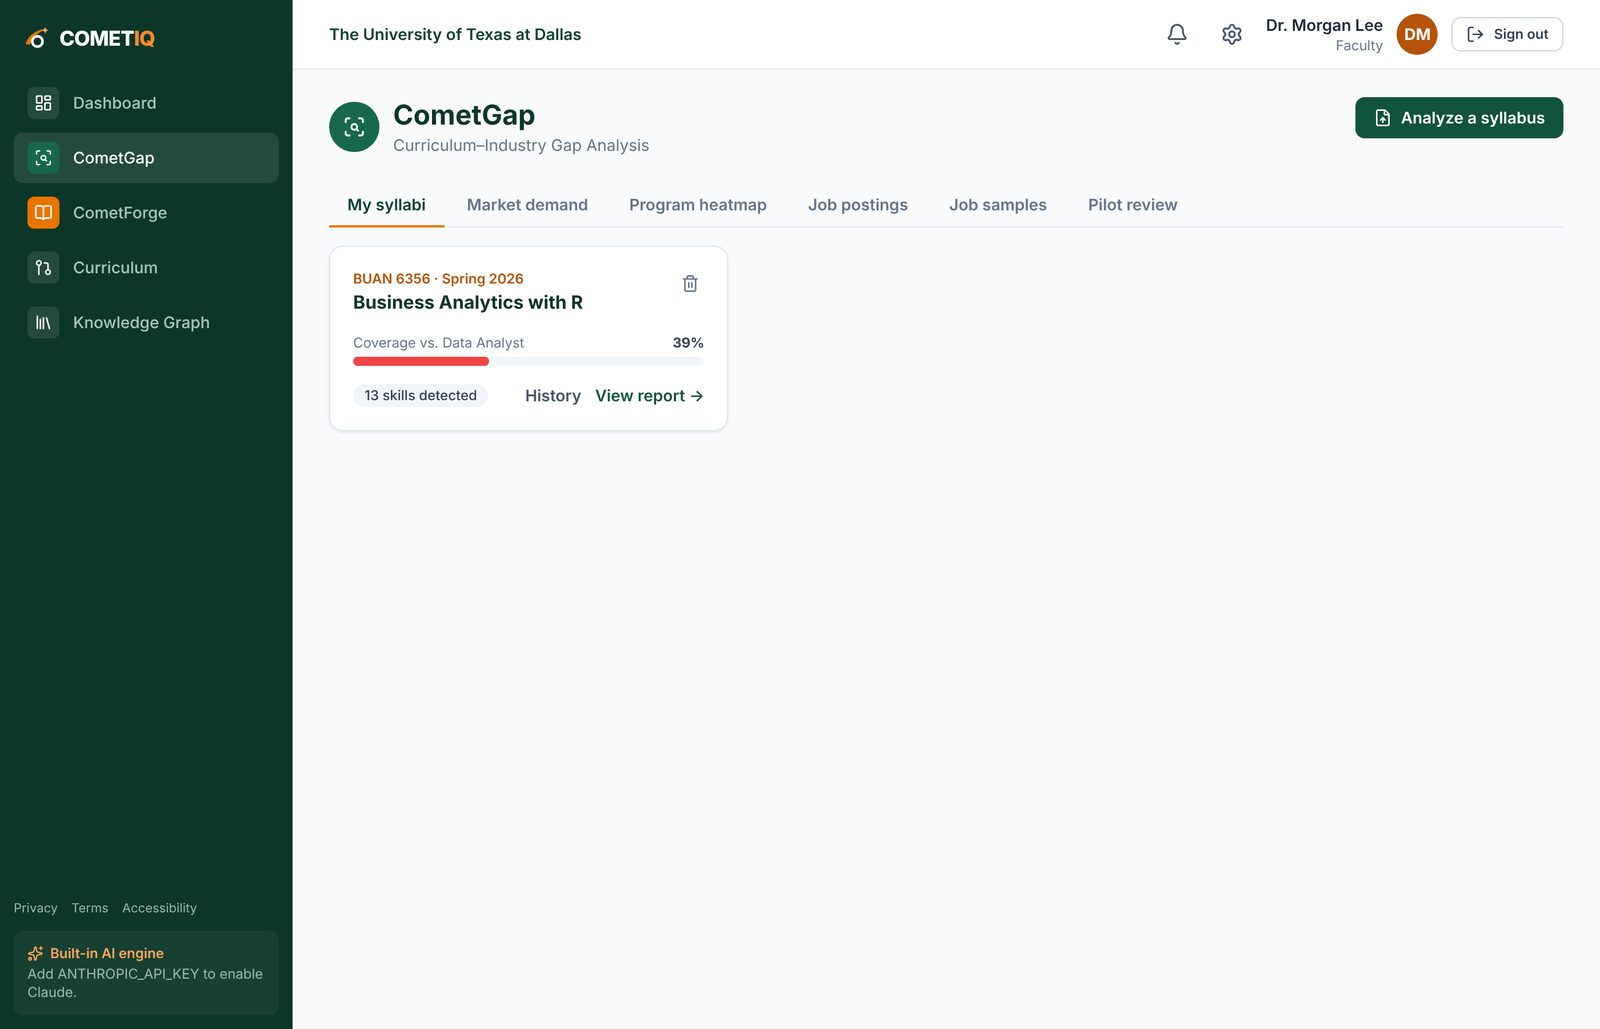 COMETIQ
Dashboard
CometGap
CometForge
Curriculum
Knowledge Graph
Privacy Terms Accessibility
Built-in AI engine
Add ANTHROPIC_API_KEY to enable
Claude.
The University of Texas at Dallas
Dr. Morgan Lee
Faculty
DM
Sign out
CometGap
Curriculum–Industry Gap Analysis
Analyze a syllabus
My syllabi Market demand Program heatmap Job postings Job samples Pilot review
BUAN 6356 · Spring 2026
Business Analytics with R
Coverage vs. Data Analyst 39%
13 skills detected History View report →